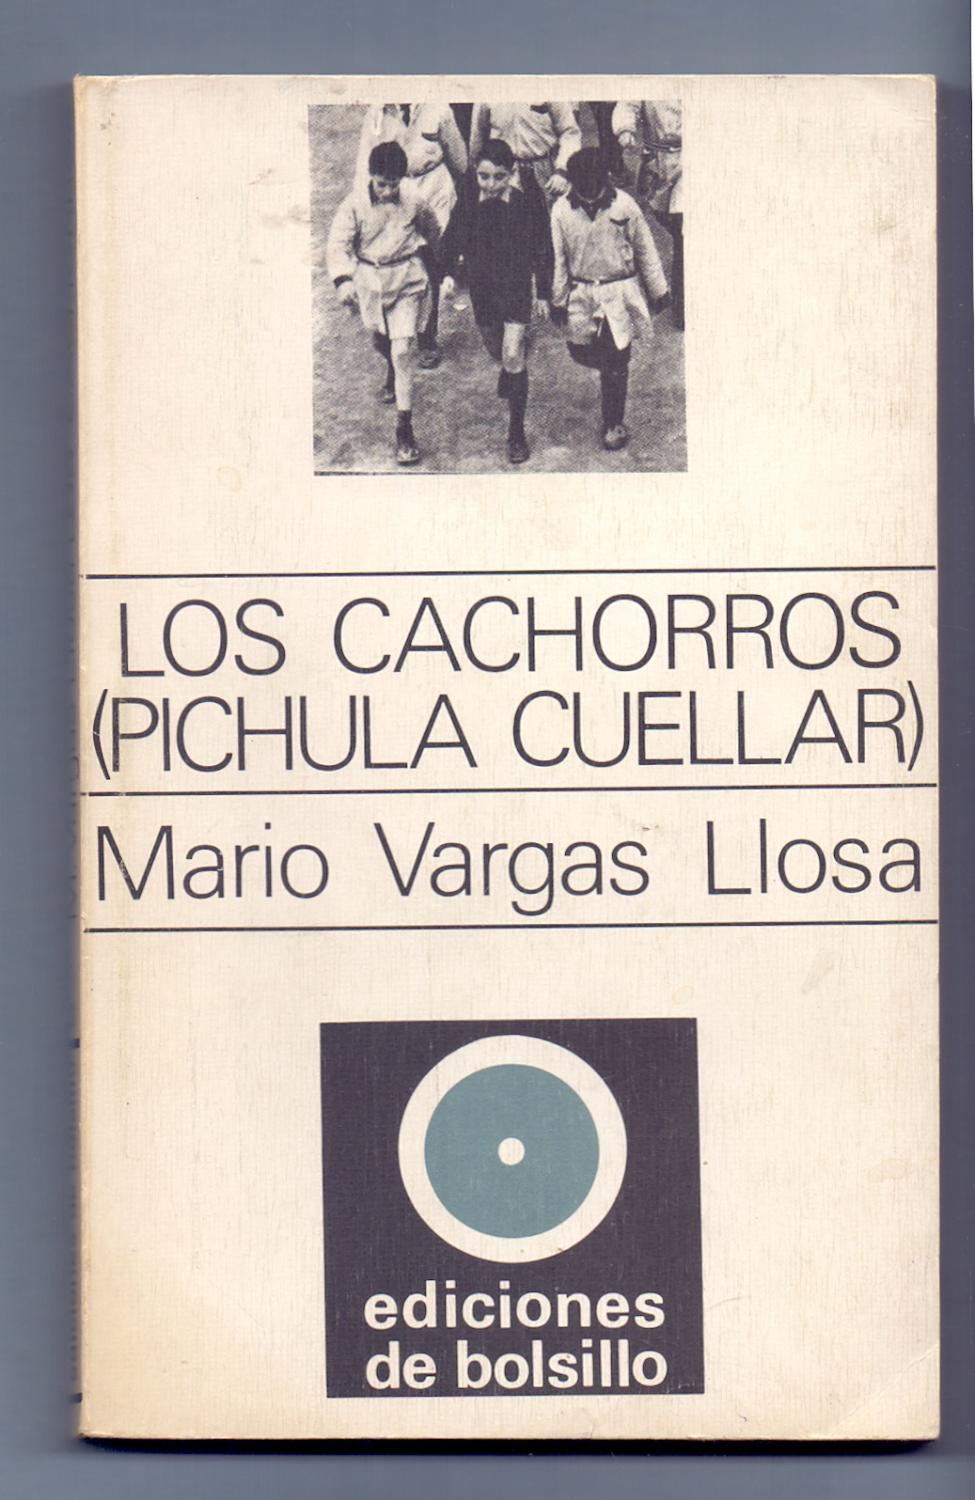 LOS CACHORROS
(PICHULA CUELLAR)
Mario Vargas Llosa
ediciones
de bolsillo